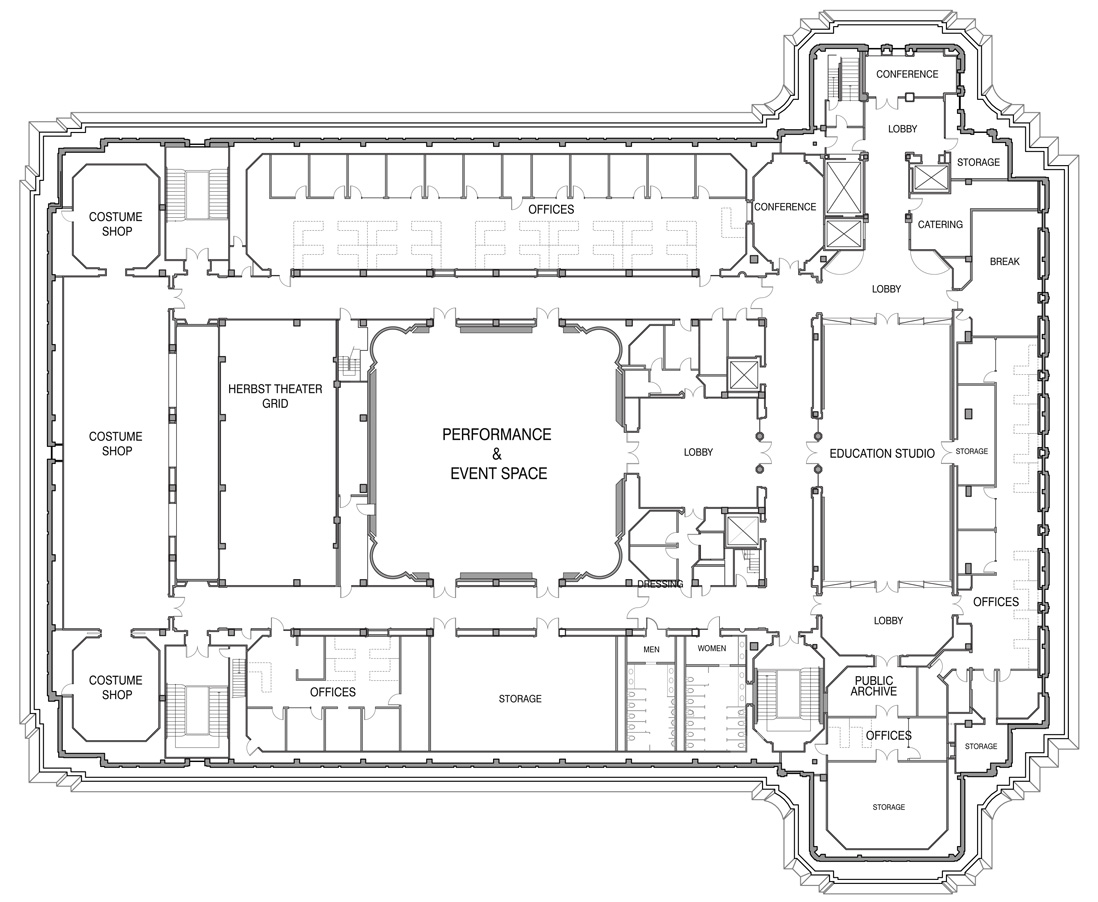 CONFERENCE
LOBBY
STORAGE
COSTUME
SHOP
OFFICES
CONFERENCE
CATERING
BREAK
LOBBY
HERBST THEATER
GRID
COSTUME
SHOP
PERFORMANCE
&
EVENT SPACE
LOBBY
EDUCATION STUDIO
STORAGE
DRESSING
OFFICES
LOBBY
MEN
WOMEN
COSTUME
SHOP
OFFICES
STORAGE
PUBLIC
ARCHIVE
OFFICES
STORAGE
STORAGE